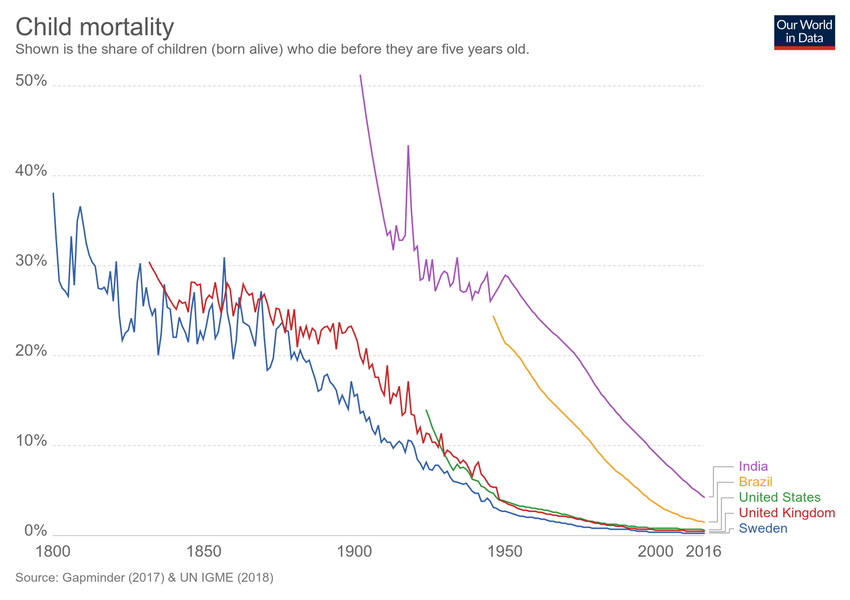 Child mortality
Shown is the share of children (born alive) who die before they are five years old.
Our World
in Data
50%
40%
30%
20%
10%
0%
1800
1850
1900
1950
2000
2016
India
Brazil
United States
United Kingdom
Sweden
Source: Gapminder (2017) & UN IGME (2018)